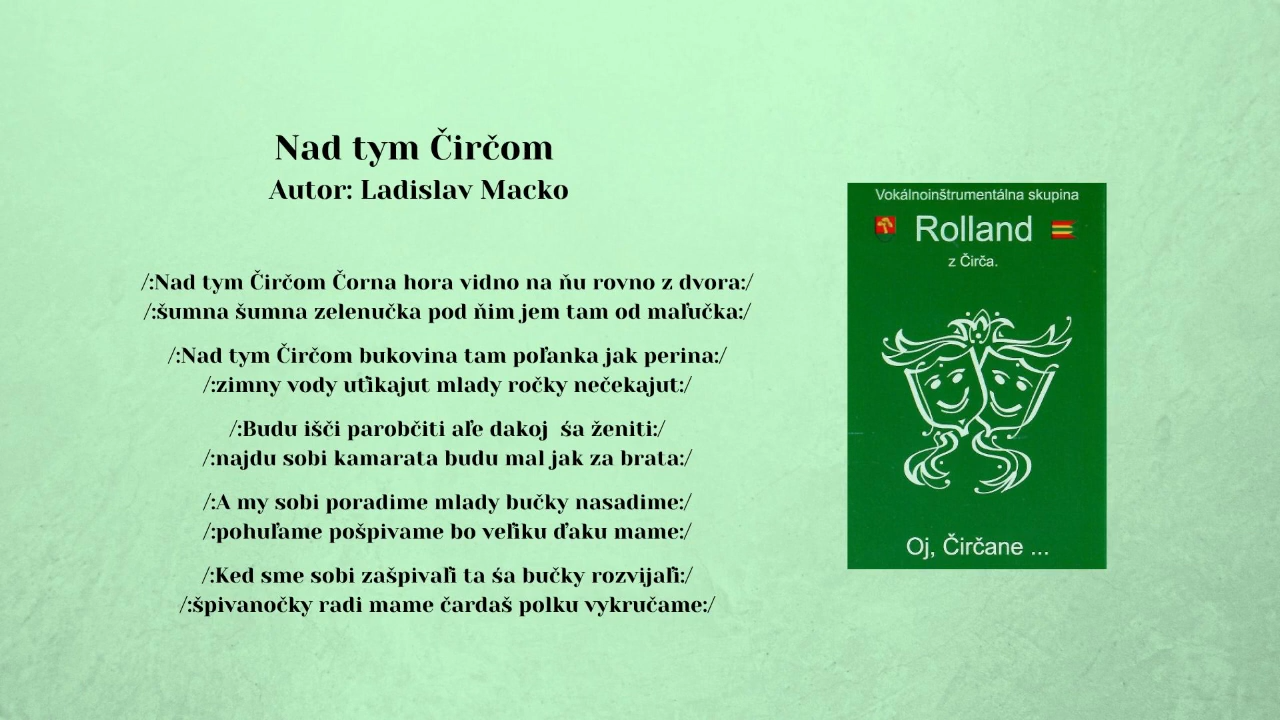 Nad tym Čirčom
Autor: Ladislav Macko
/:Nad tym Čirčom Čorna hora vidno na ňu rovno z dvora:/
/:šumna šumna zelenučka pod ňim jem tam od maľučka:/
/:Nad tym Čirčom bukovina tam poľanka jak perina:/
/:zimny vody uťikajut mlady ročky nečekajut:/
/:Budu išči parobčiti aľe dakoj  śa ženiti:/
/:najdu sobi kamarata budu mal jak za brata:/
/:A my sobi poradime mlady bučky nasadime:/
/:pohuľame pošpivame bo veľiku ďaku mame:/
/:Ked sme sobi zašpivaľi ta śa bučky rozvijaľi:/
/:špivanočky radi mame čardaš polku vykručame:/
Vokálnoinštrumentálna skupina
Rolland
z Čirča.
Oj, Čirčane ...